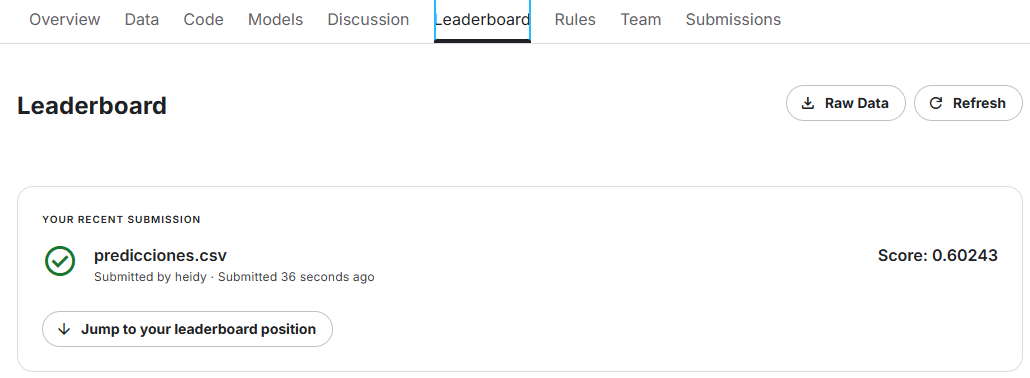 Overview Data Code Models Discussion Leaderboard Rules Team Submissions
Leaderboard
Raw Data
Refresh
YOUR RECENT SUBMISSION
predicciones.csv
Score: 0.60243
Submitted by heidy · Submitted 36 seconds ago
Jump to your leaderboard position